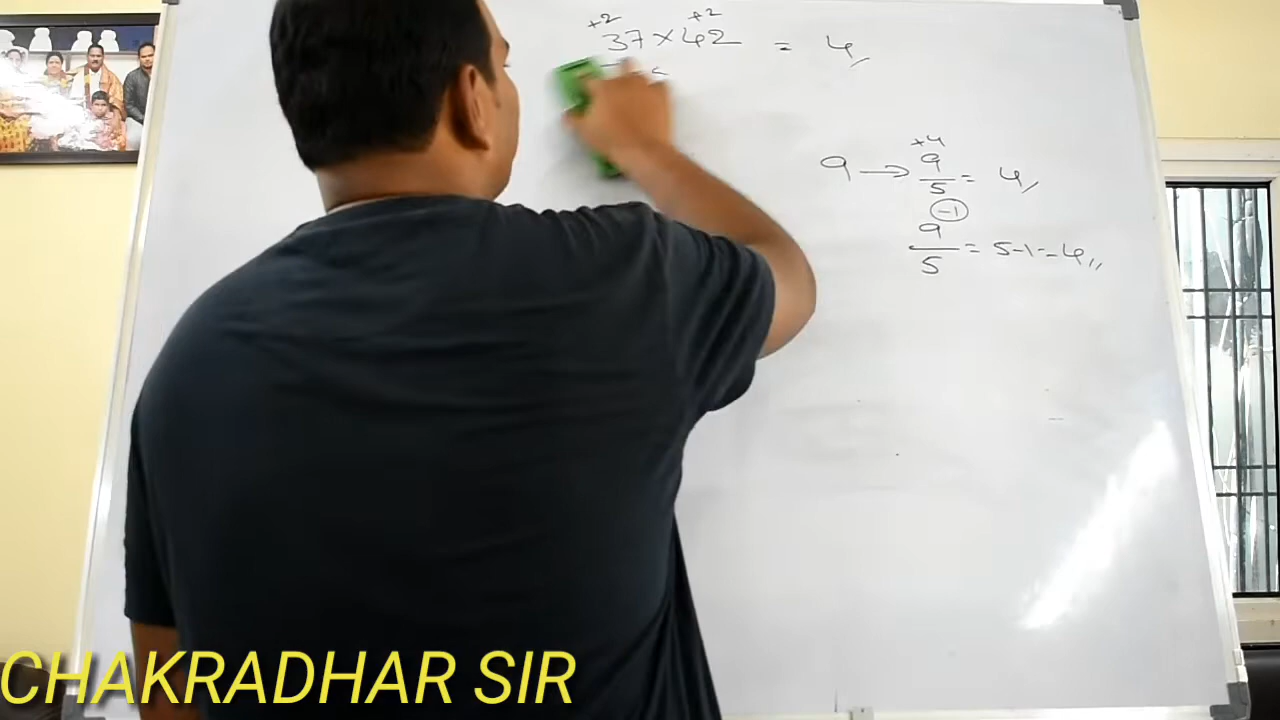 +2 +2
37×42 = 4,
+4
9 → 9/5 = 4,
-1
9/5 = 5-1=4,,
CHAKRADHAR SIR